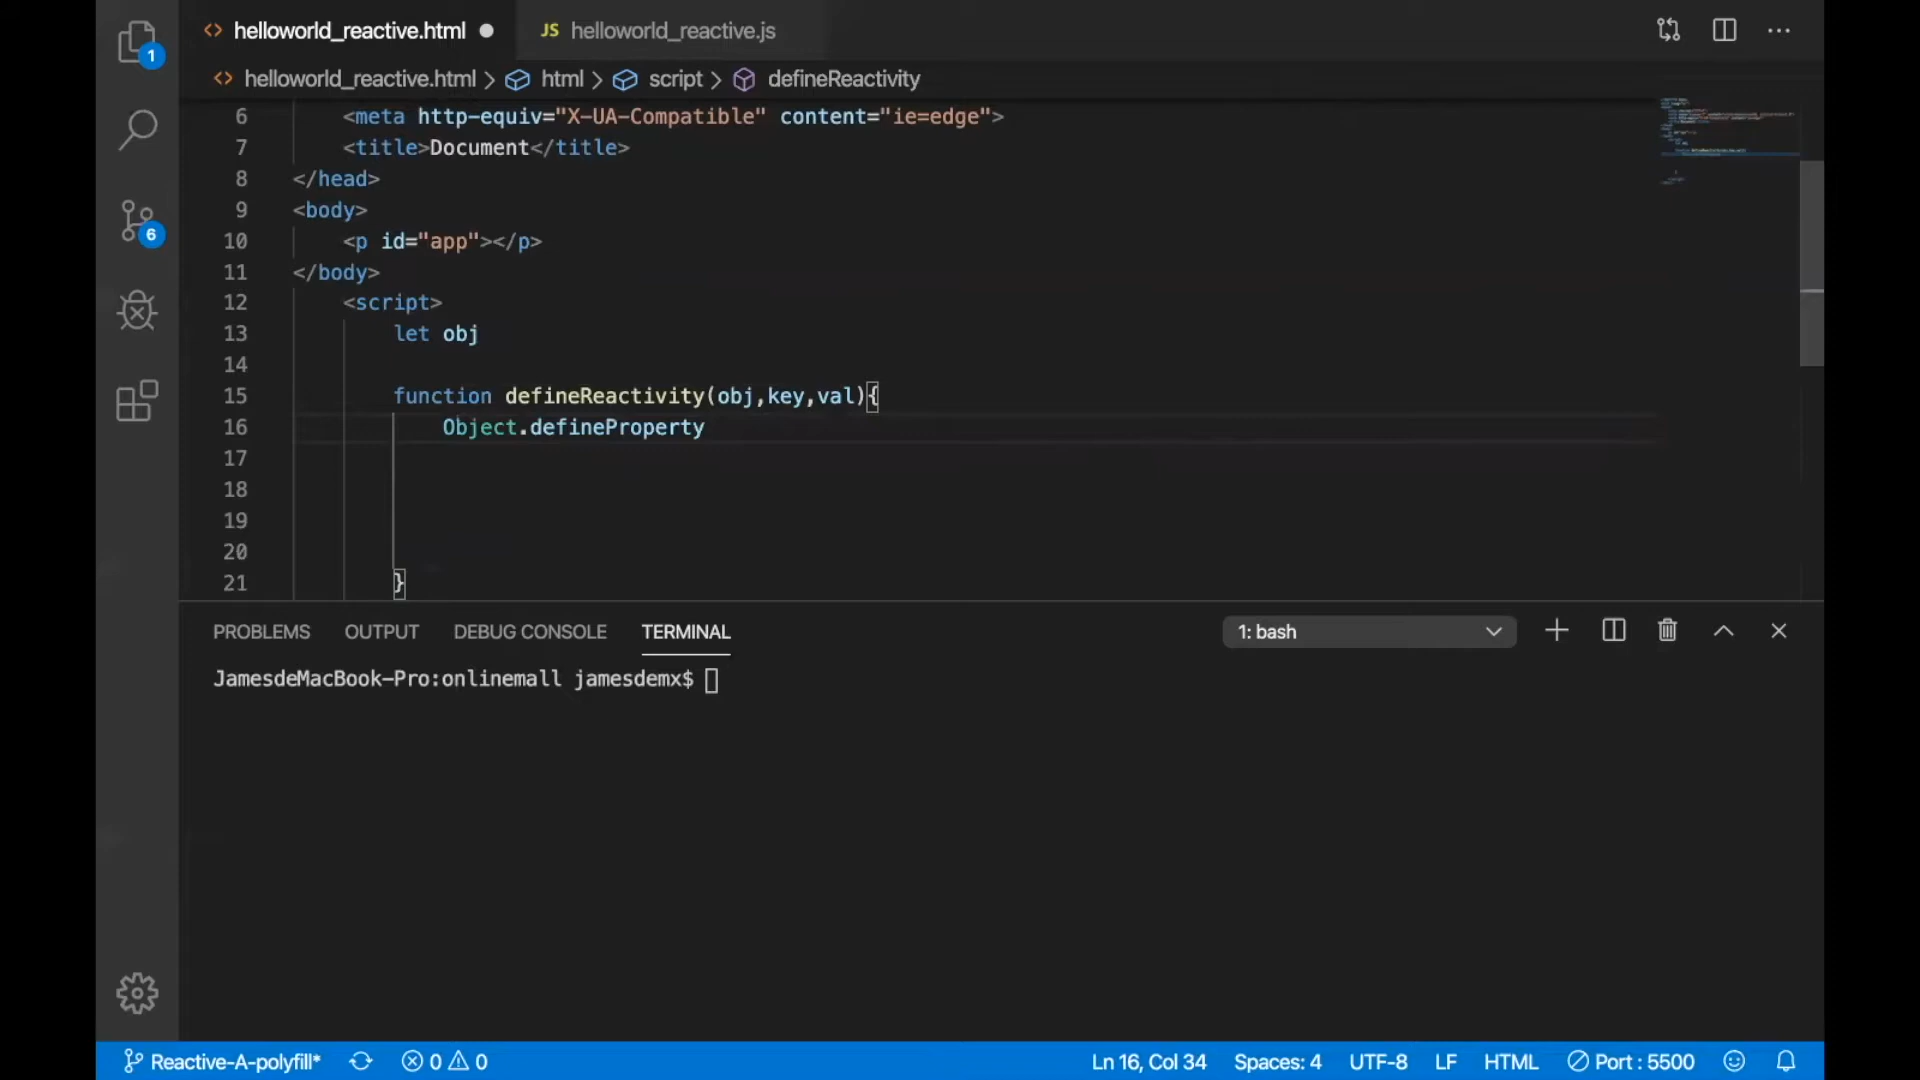 helloworld_reactive.html
JS helloworld_reactive.js
1
helloworld_reactive.html > html > script > defineReactivity
6 <meta http-equiv="X-UA-Compatible" content="ie=edge">
7 <title>Document</title>
8 </head>
9 <body>
10 <p id="app"></p>
11 </body>
12 <script>
13 let obj
14
15 function defineReactivity(obj,key,val){
16 Object.defineProperty
17
18
19
20
21 }
6
PROBLEMS OUTPUT DEBUG CONSOLE TERMINAL 1: bash
JamesdeMacBook-Pro:onlinemall jamesdemx$
Reactive-A-polyfill* 0 0 Ln 16, Col 34 Spaces: 4 UTF-8 LF HTML Port : 5500